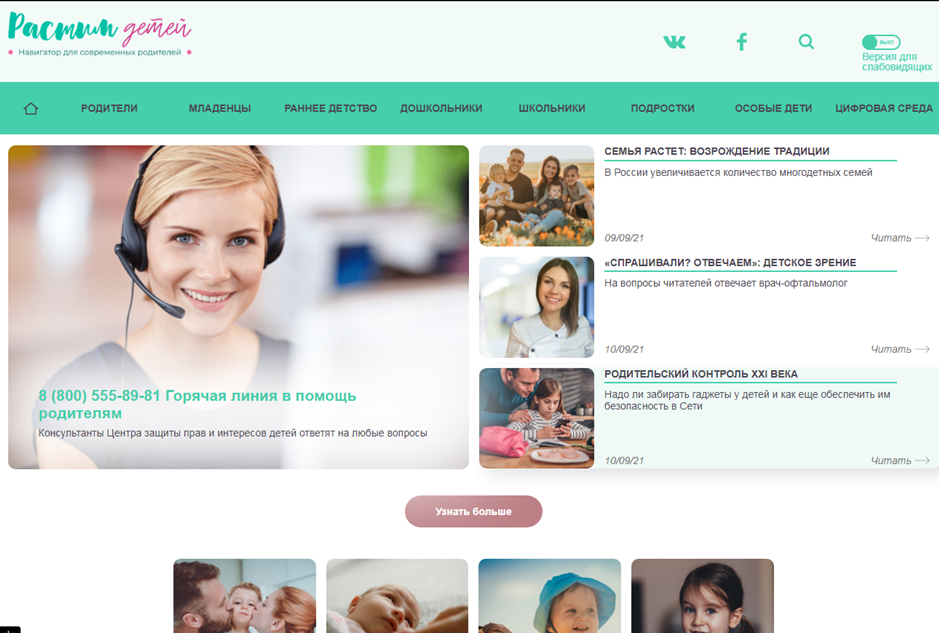 Растим детей
Навигатор для современных родителей
выкл
Версия для
слабовидящих
РОДИТЕЛИ
МЛАДЕНЦЫ
РАННЕЕ ДЕТСТВО
ДОШКОЛЬНИКИ
ШКОЛЬНИКИ
ПОДРОСТКИ
ОСОБЫЕ ДЕТИ
ЦИФРОВАЯ СРЕДА
8 (800) 555-89-81 Горячая линия в помощь
родителям
Консультанты Центра защиты прав и интересов детей ответят на любые вопросы
СЕМЬЯ РАСТЕТ: ВОЗРОЖДЕНИЕ ТРАДИЦИИ
В России увеличивается количество многодетных семей
09/09/21
Читать
«СПРАШИВАЛИ? ОТВЕЧАЕМ»: ДЕТСКОЕ ЗРЕНИЕ
На вопросы читателей отвечает врач-офтальмолог
10/09/21
Читать
РОДИТЕЛЬСКИЙ КОНТРОЛЬ XXI ВЕКА
Надо ли забирать гаджеты у детей и как еще обеспечить им
безопасность в Сети
10/09/21
Читать
Узнать больше